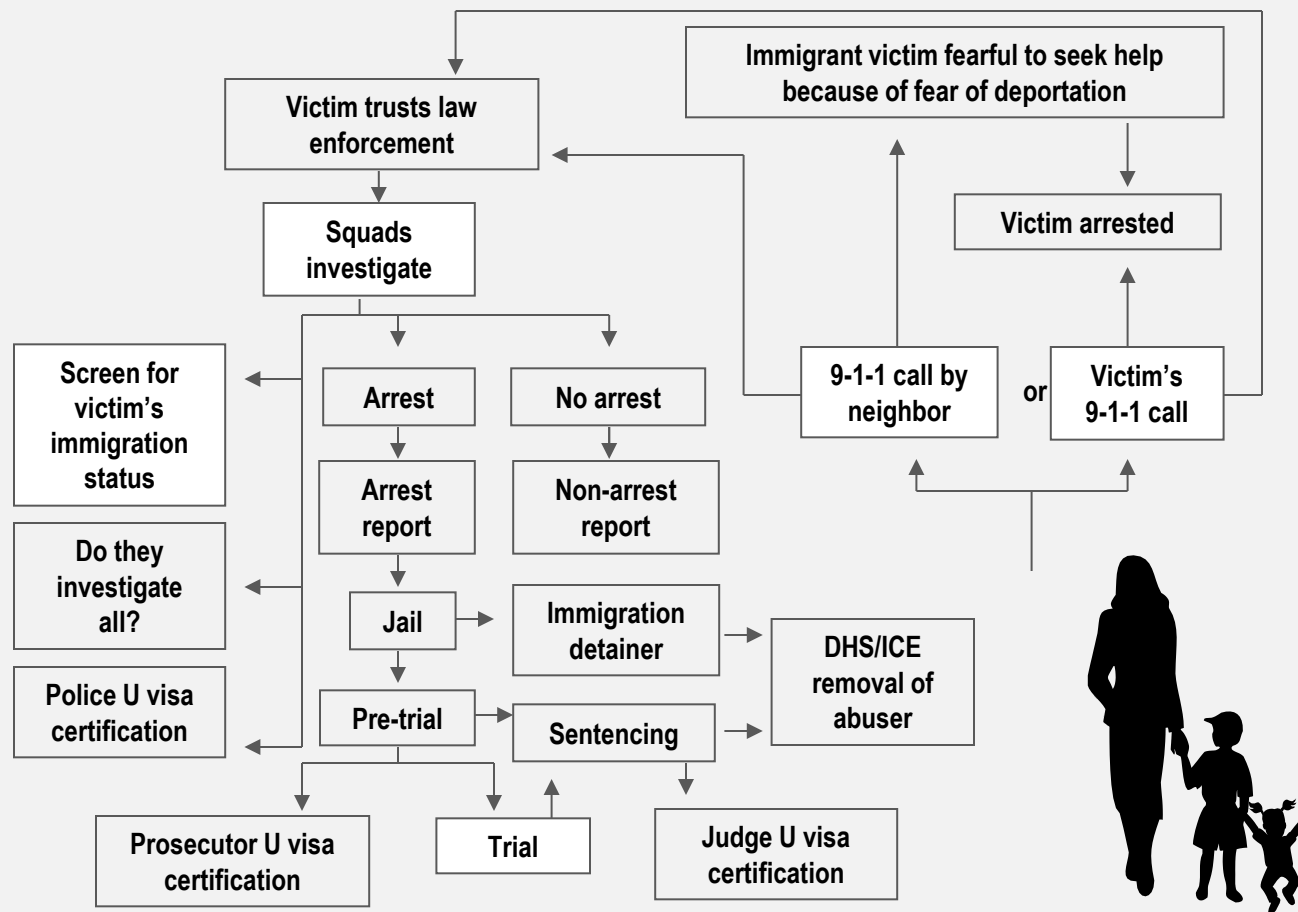 Immigrant victim fearful to seek help
because of fear of deportation
Victim trusts law
enforcement
Victim arrested
Squads
investigate
Screen for
victim’s
immigration
status
Arrest
No arrest
9-1-1 call by
neighbor
or
Victim’s
9-1-1 call
Arrest
report
Non-arrest
report
Do they
investigate
all?
Jail
Immigration
detainer
DHS/ICE
removal of
abuser
Police U visa
certification
Pre-trial
Sentencing
Prosecutor U visa
certification
Trial
Judge U visa
certification